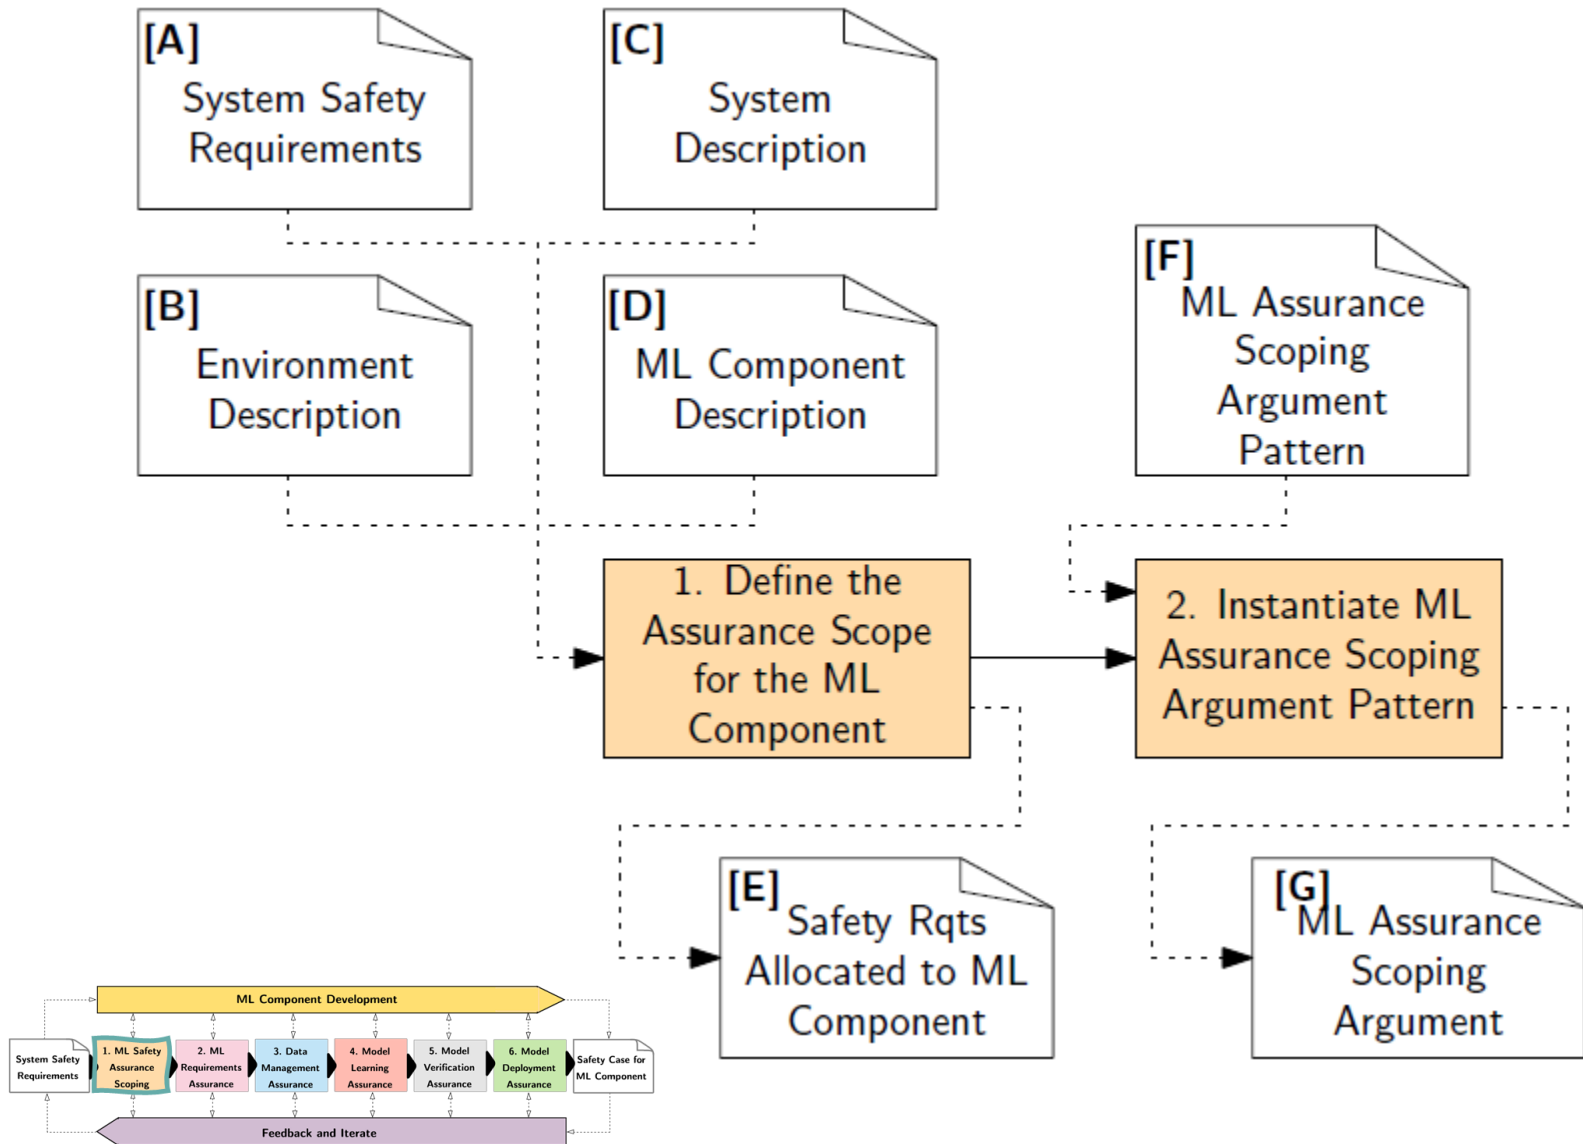 [A]
System Safety
Requirements
[C]
System
Description
[B]
Environment
Description
[D]
ML Component
Description
[F]
ML Assurance
Scoping
Argument
Pattern
1. Define the
Assurance Scope
for the ML
Component
2. Instantiate ML
Assurance Scoping
Argument Pattern
[E]
Safety Rqts
Allocated to ML
Component
[G]
ML Assurance
Scoping
Argument
ML Component Development
System Safety
Requirements
1. ML Safety
Assurance
Scoping
2. ML
Requirements
Assurance
3. Data
Management
Assurance
4. Model
Learning
Assurance
5. Model
Verification
Assurance
6. Model
Deployment
Assurance
Safety Case for
ML Component
Feedback and Iterate